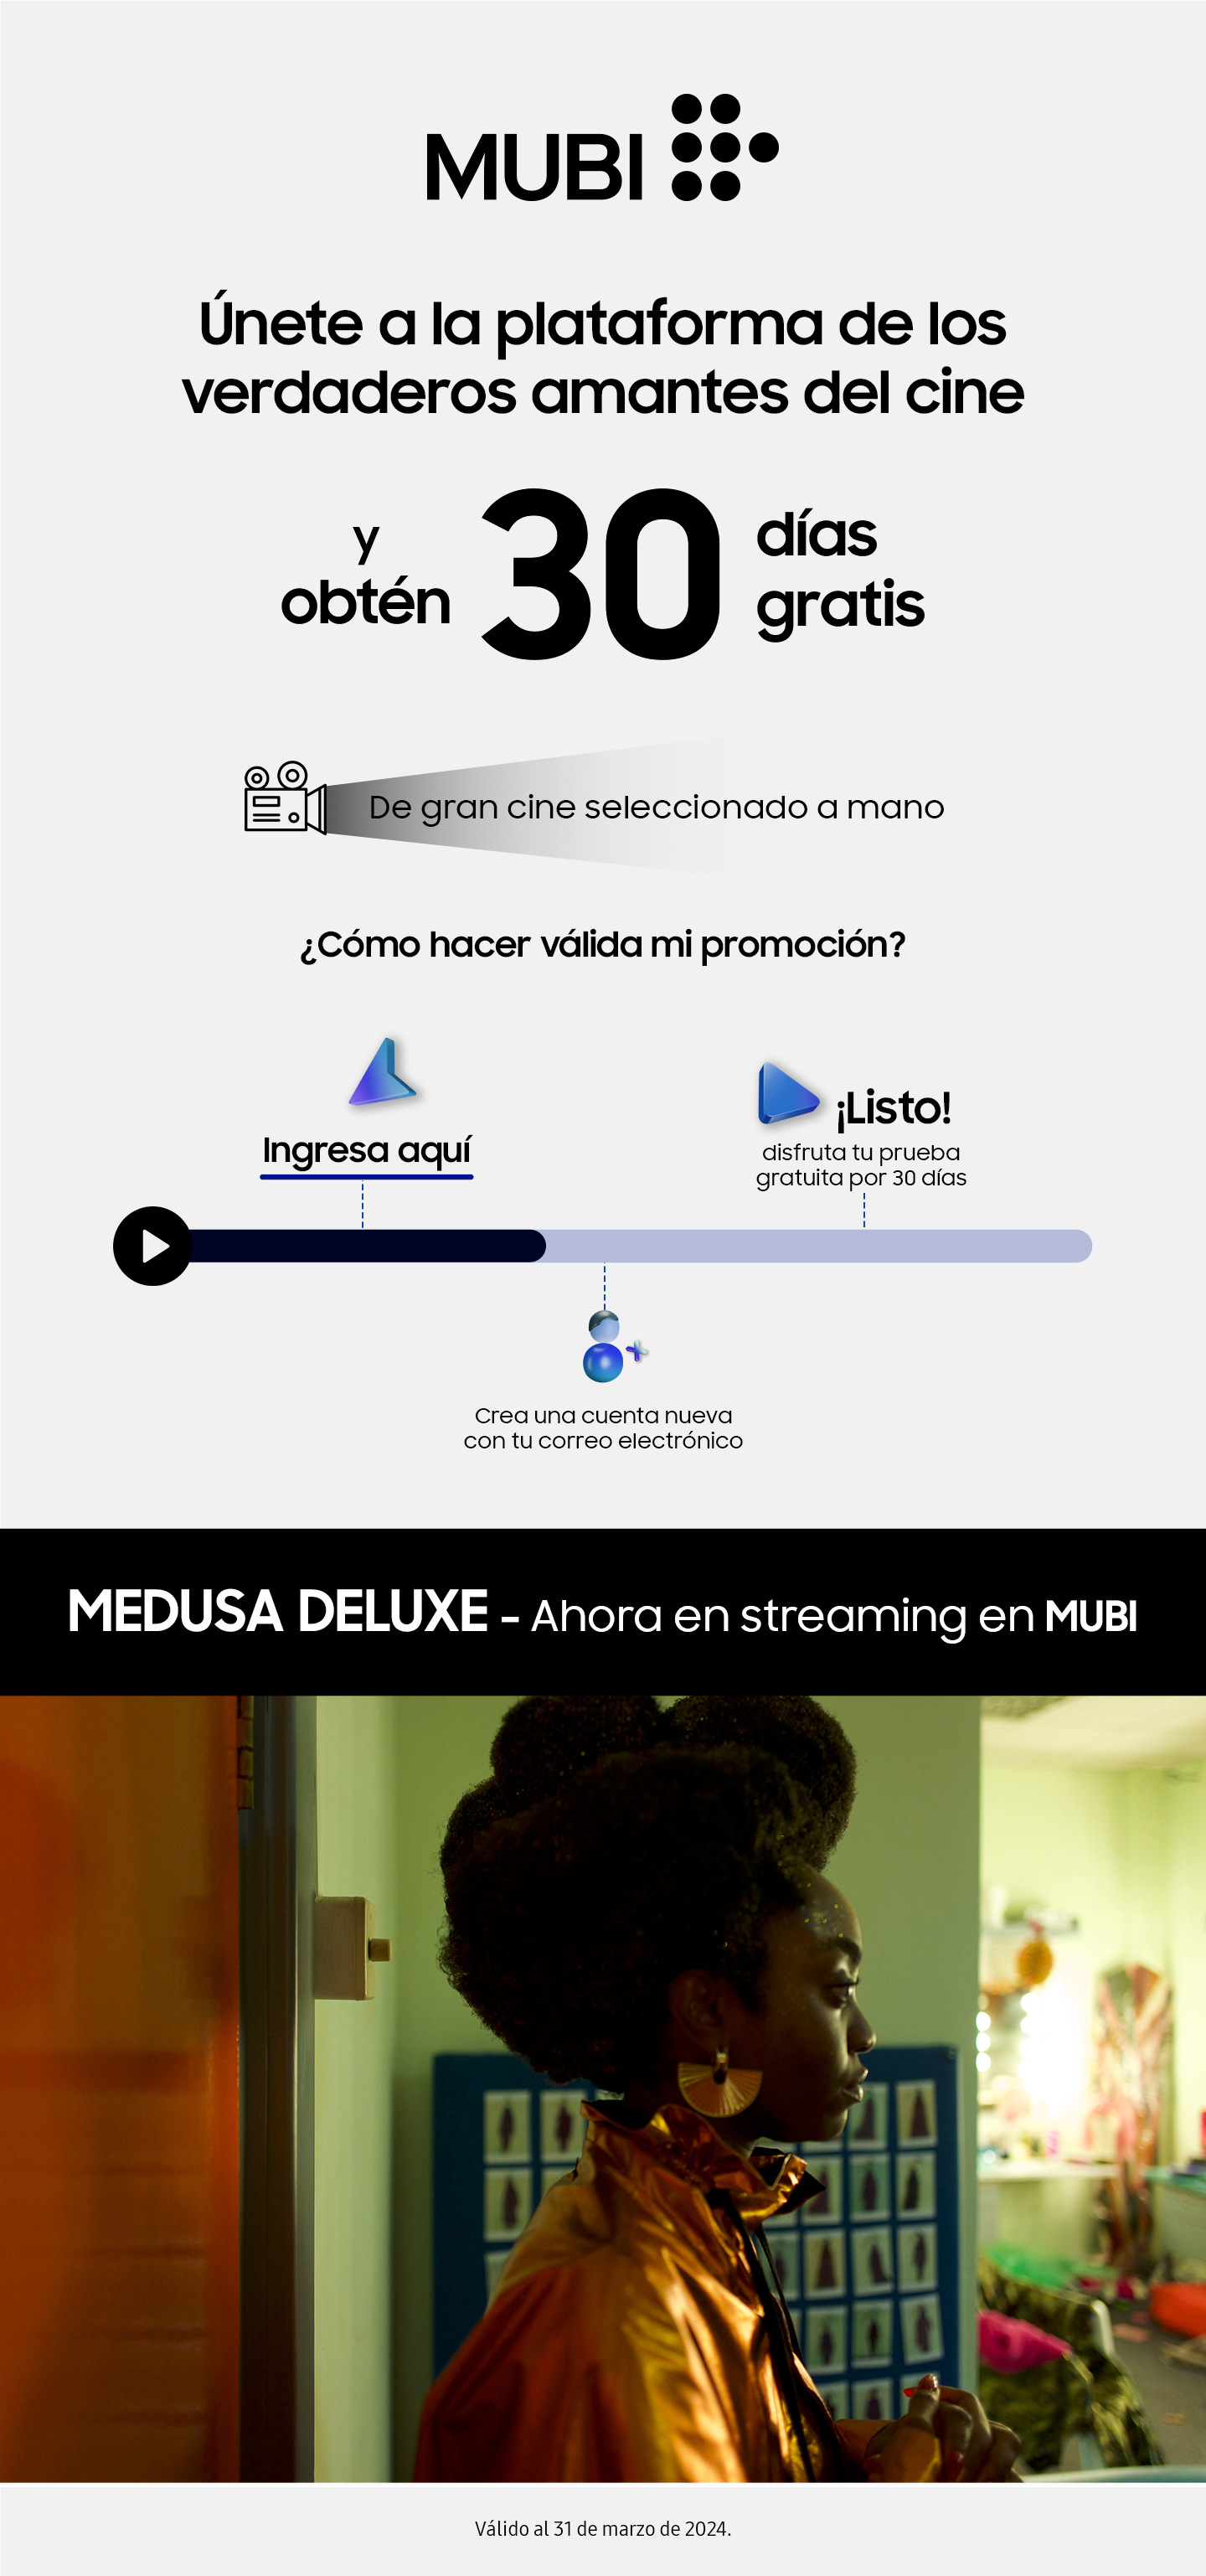 MUBI
Únete a la plataforma de los
verdaderos amantes del cine
y
obtén
30
días
gratis
De gran cine seleccionado a mano
¿Cómo hacer válida mi promoción?
Ingresa aquí
¡Listo!
disfruta tu prueba
gratuita por 30 días
Crea una cuenta nueva
con tu correo electrónico
MEDUSA DELUXE - Ahora en streaming en MUBI
Válido al 31 de marzo de 2024.